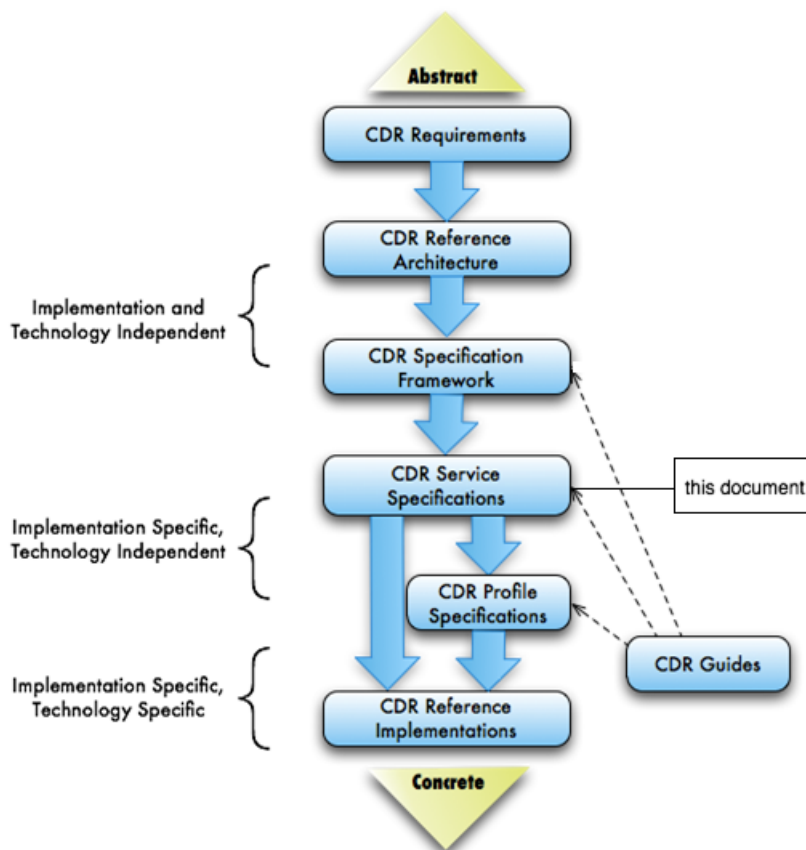 Abstract
CDR Requirements
CDR Reference
Architecture
Implementation and
Technology Independent
CDR Specification
Framework
CDR Service
Specifications
this document
Implementation Specific,
Technology Independent
CDR Profile
Specifications
CDR Guides
Implementation Specific,
Technology Specific
CDR Reference
Implementations
Concrete